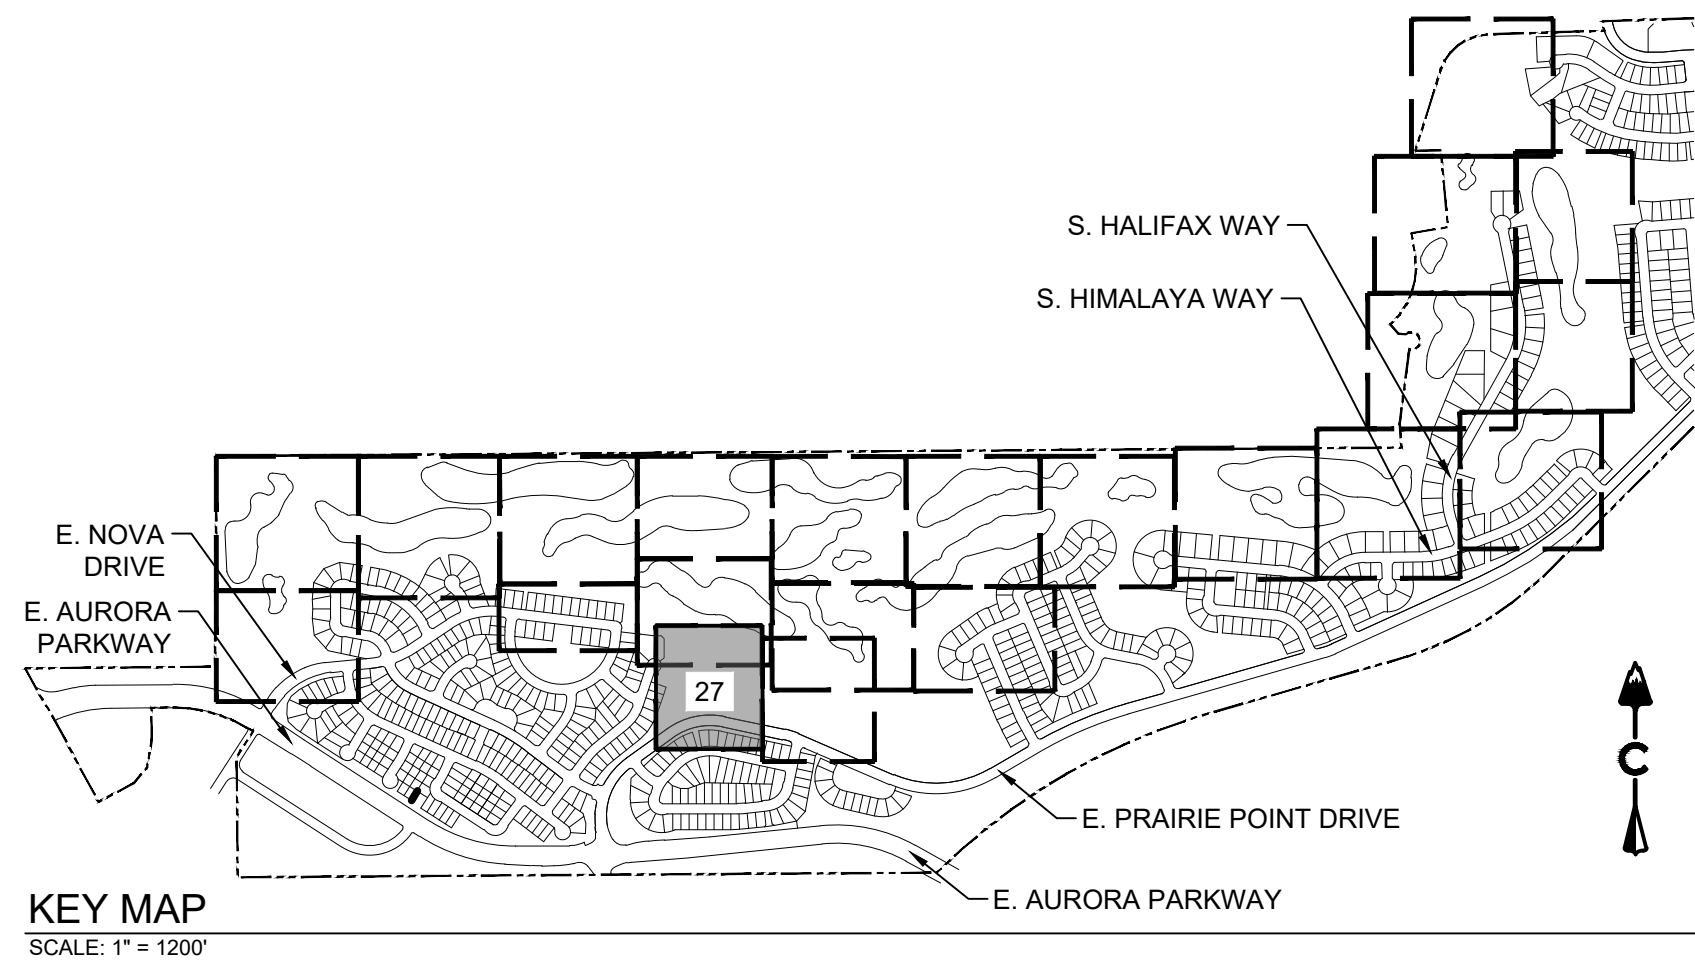 S. HALIFAX WAY
S. HIMALAYA WAY
E. NOVA
DRIVE
E. AURORA
PARKWAY
27
E. PRAIRIE POINT DRIVE
E. AURORA PARKWAY
C
KEY MAP
SCALE: 1" = 1200'